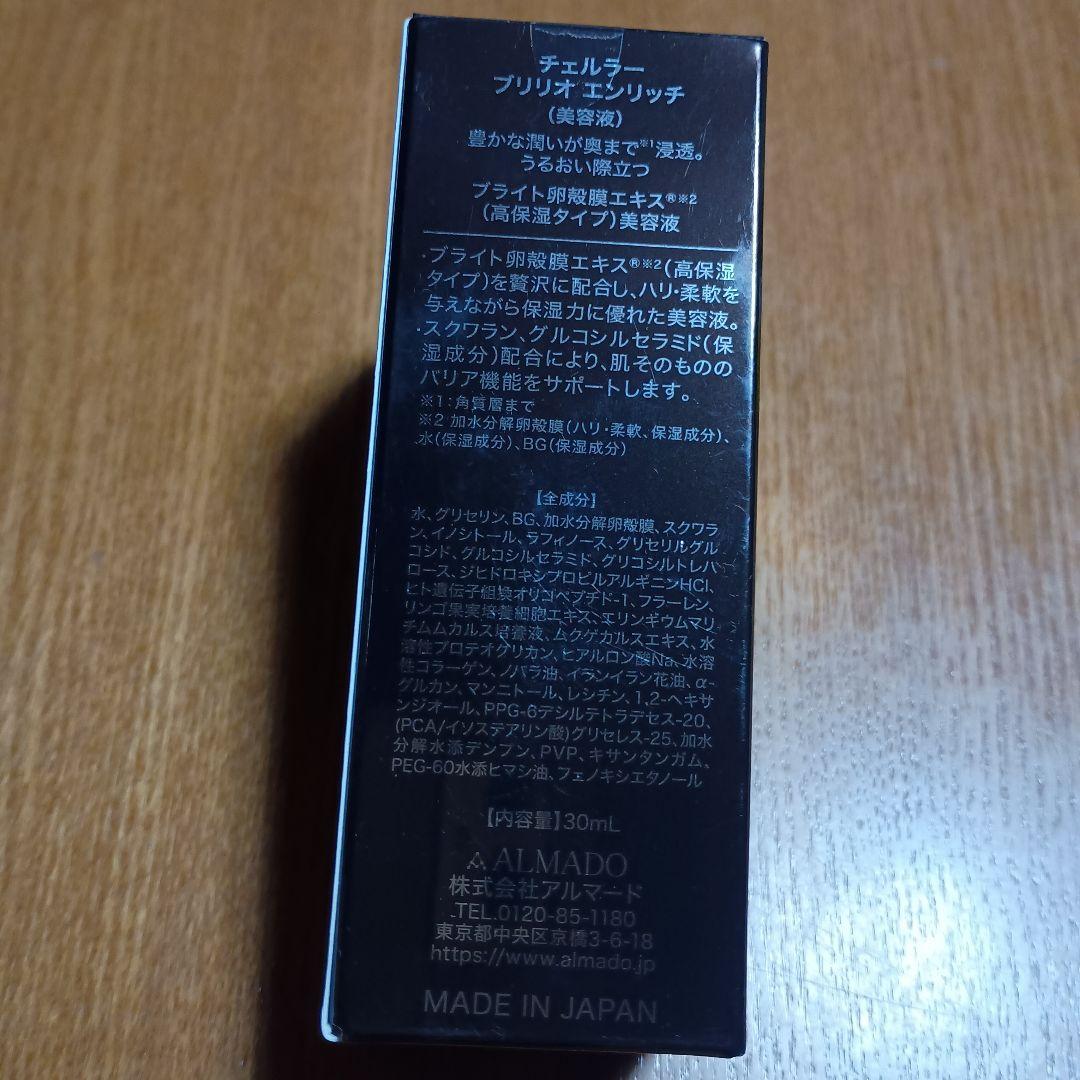 チェルラー
ブリリオ エンリッチ
(美容液)
豊かな潤いが奥まで※1浸透。
うるおい際立つ
ブライト卵殻膜エキス®※2
(高保湿タイプ)美容液
・ブライト卵殻膜エキス®※2(高保湿
タイプ)を贅沢に配合し、ハリ・柔軟を
与えながら保湿力に優れた美容液。
・スクワラン、グルコシルセラミド(保
湿成分)配合により、肌そのものの
バリア機能をサポートします。
※1:角質層まで
※2 加水分解卵殻膜(ハリ・柔軟、保湿成分)、
水(保湿成分)、BG(保湿成分)
【全成分】
水、グリセリン、BG、加水分解卵殻膜、スクワラ
ン、イノシトール、ラフィノース、グリセリルグル
コシド、グルコシルセラミド、グリコシルトレハ
ロース、ジヒドロキシプロピルアルギニンHCl、
ヒト遺伝子組換オリゴペプチド-1、フラーレン、
リンゴ果実培養細胞エキス、エリンギウムマリ
チムムカルス培養液、ムクゲカルスエキス、水
溶性プロテオグリカン、ヒアルロン酸Na、水溶
性コラーゲン、ノバラ油、イランイラン花油、α-
グルカン、マンニトール、レシチン、1,2-ヘキサ
ンジオール、PPG-6デシルテトラデセス-20、
(PCA/イソステアリン酸)グリセレス-25、加水
分解水添デンプン、PVP、キサンタンガム、
PEG-60水添ヒマシ油、フェノキシエタノール
【内容量】30mL
ALMADO
株式会社アルマード
TEL.0120-85-1180
東京都中央区京橋3-6-18
https://www.almado.jp
MADE IN JAPAN